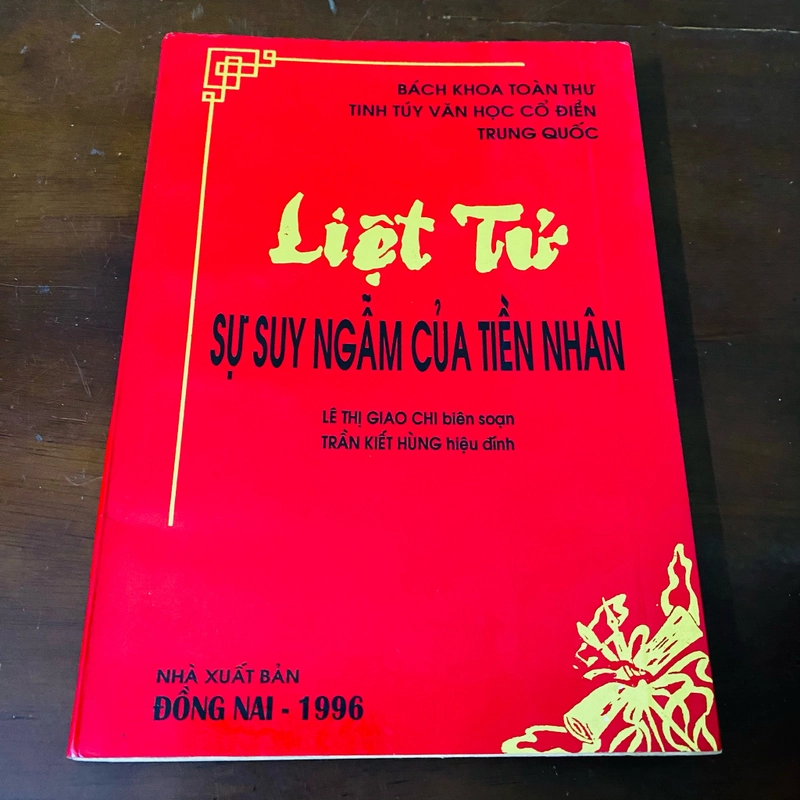 BÁCH KHOA TOÀN THƯ
TINH TÚY VĂN HỌC CỔ ĐIỂN
TRUNG QUỐC
Liệt Tử
SỰ SUY NGẪM CỦA TIỀN NHÂN
LÊ THỊ GIAO CHI biên soạn
TRẦN KIẾT HÙNG hiệu đính
NHÀ XUẤT BẢN
ĐỒNG NAI - 1996